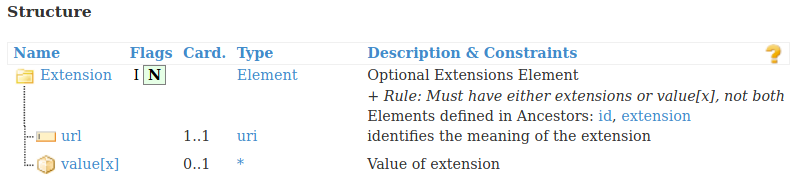 Structure
Name Flags Card. Type Description & Constraints ?
Extension I N Element Optional Extensions Element
+ Rule: Must have either extensions or value[x], not both
Elements defined in Ancestors: id, extension
url 1..1 uri identifies the meaning of the extension
value[x] 0..1 * Value of extension